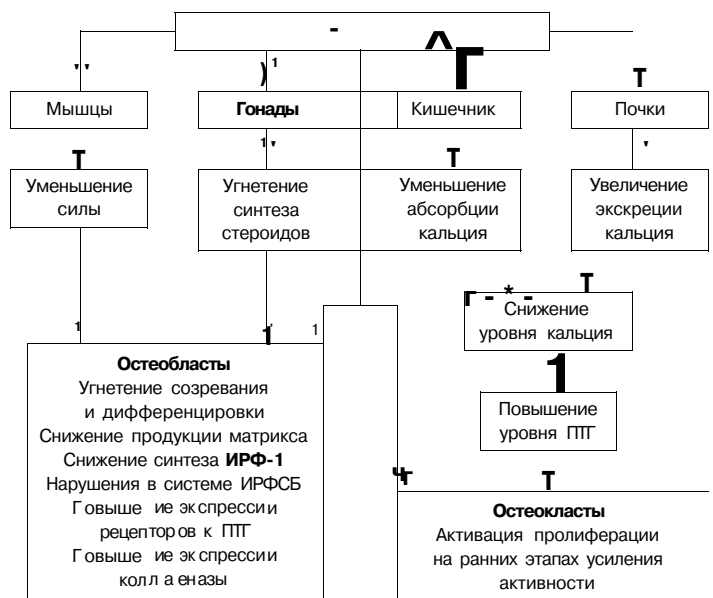 Мышцы
Гонады
Кишечник
Почки
Уменьшение
силы
Угнетение
синтеза
стероидов
Уменьшение
абсорбции
кальция
Увеличение
экскреции
кальция
Снижение
уровня кальция
Повышение
уровня ПТГ
Остеобласты
Угнетение созревания
и дифференцировки
Снижение продукции матрикса
Снижение синтеза ИРФ-1
Нарушения в системе ИРФСБ
Говыше ие экспрессии
рецепторов к ПТГ
Говыше ие экспрессии
колла еназы
Остеокласты
Активация пролиферации
на ранних этапах усиления
активности